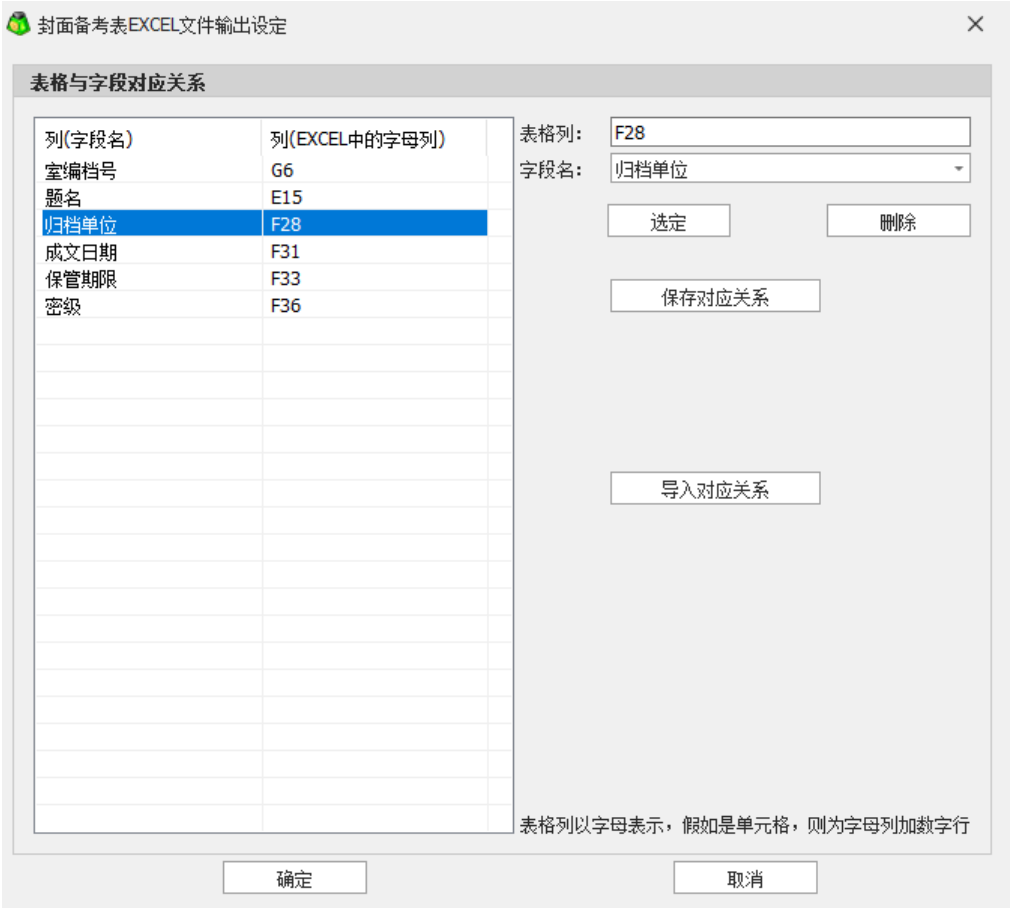 封面备考表EXCEL文件输出设定
表格与字段对应关系
列(字段名) 列(EXCEL中的字母列)
室编档号 G6
题名 E15
归档单位 F28
成文日期 F31
保管期限 F33
密级 F36
表格列: F28
字段名: 归档单位
选定 删除
保存对应关系
导入对应关系
表格列以字母表示，假如是单元格，则为字母列加数字行
确定 取消